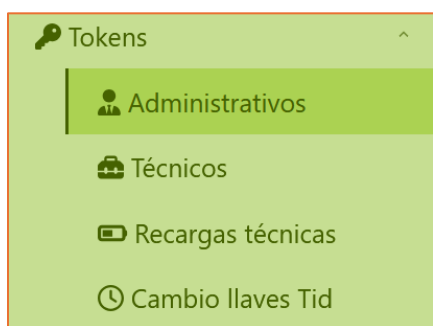 Tokens
Administrativos
Técnicos
Recargas técnicas
Cambio llaves Tid